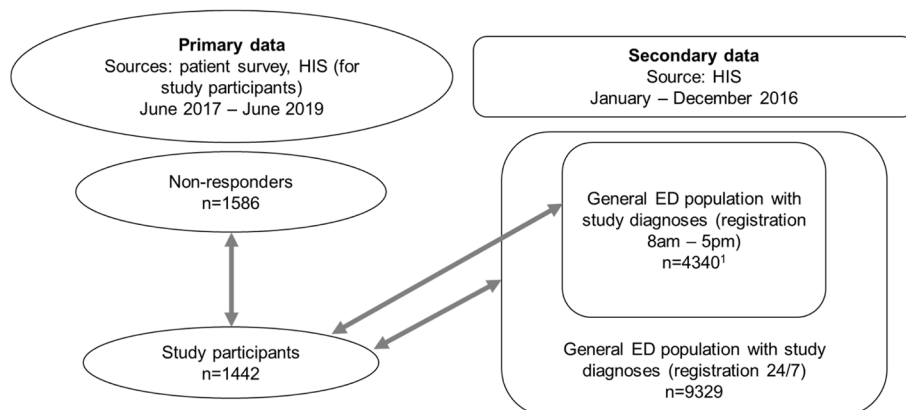 Primary data
Sources: patient survey, HIS (for
study participants)
June 2017 – June 2019
Secondary data
Source: HIS
January – December 2016
Non-responders
n=1586
General ED population with
study diagnoses (registration
8am – 5pm)
n=4340¹
Study participants
n=1442
General ED population with study
diagnoses (registration 24/7)
n=9329